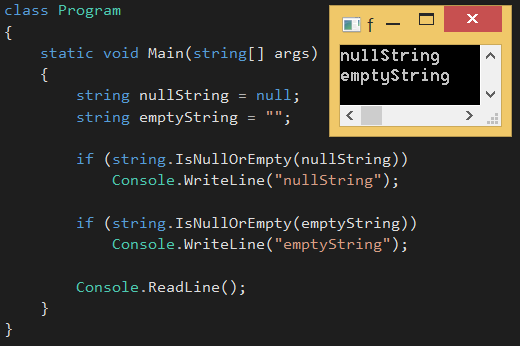 class Program
{
    static void Main(string[] args)
    {
        string nullString = null;
        string emptyString = "";

        if (string.IsNullOrEmpty(nullString))
            Console.WriteLine("nullString");

        if (string.IsNullOrEmpty(emptyString))
            Console.WriteLine("emptyString");

        Console.ReadLine();
    }
}
f
nullString
emptyString